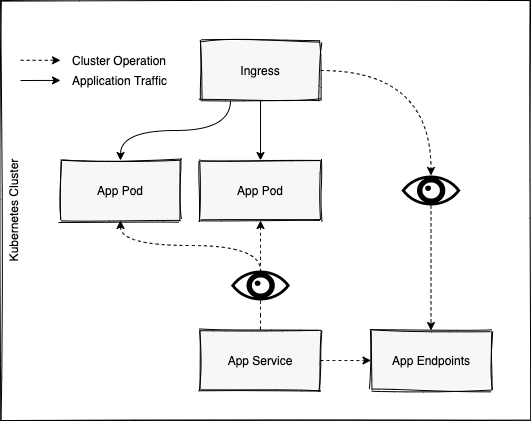 Cluster Operation
Application Traffic
Ingress
App Pod
App Pod
Kubernetes Cluster
App Service
App Endpoints